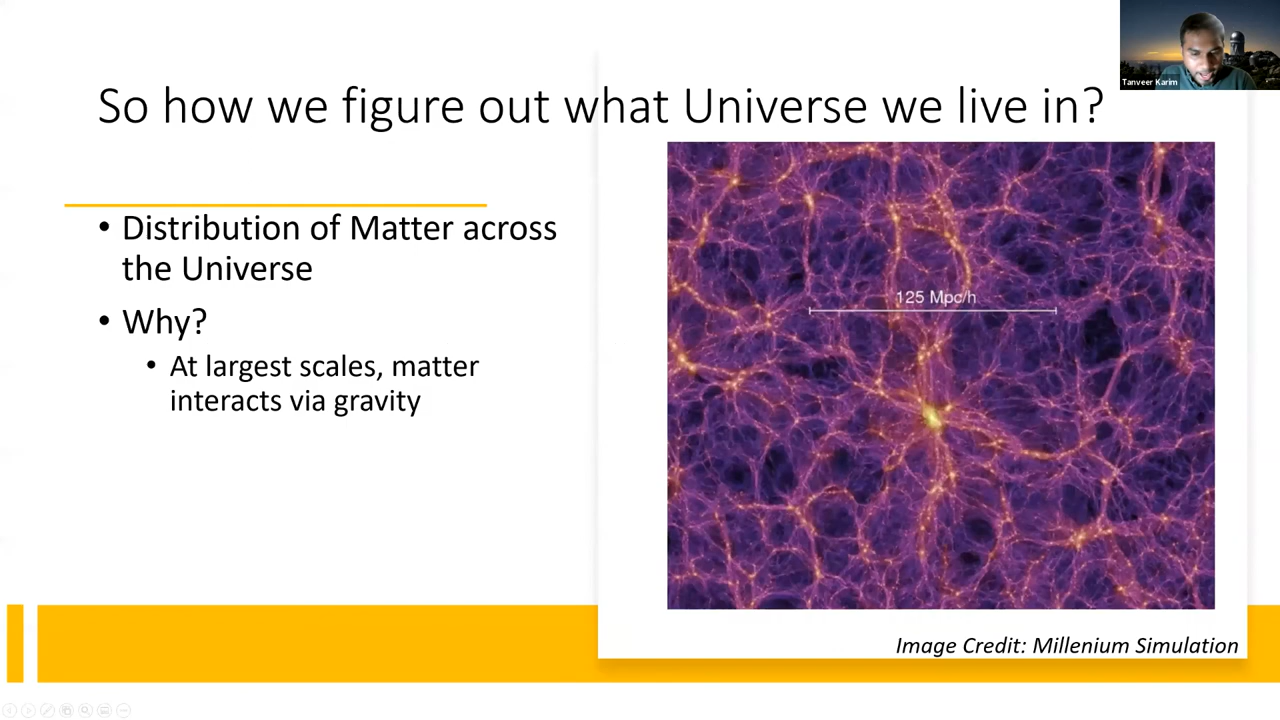 Tanveer Karim
So how we figure out what Universe we live in?
• Distribution of Matter across
the Universe
• Why?
• At largest scales, matter
interacts via gravity
125 Mpc/h
Image Credit: Millenium Simulation